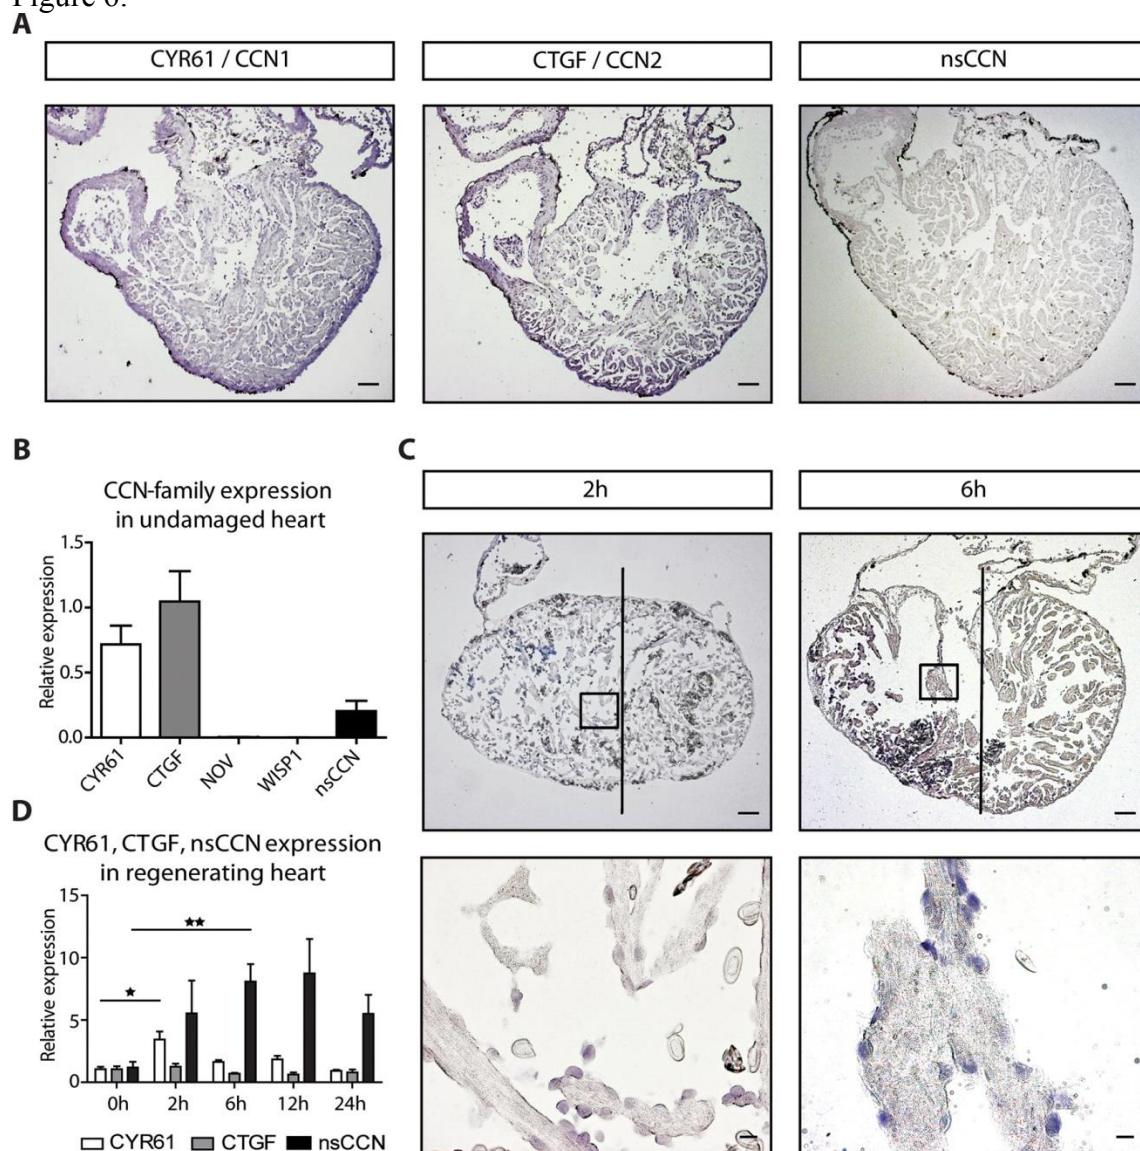 Figure 6.
A
CYR61 / CCN1
CTGF / CCN2
nsCCN
B
CCN-family expression
in undamaged heart
Relative expression
1.5
1.0
0.5
0.0
CYR61
CTGF
NOV
WISP1
nsCCN
C
2h
6h
D
CYR61, CTGF, nsCCN expression
in regenerating heart
Relative expression
15
10
5
0
★★
★
0h 2h 6h 12h 24h
CYR61 CTGF nsCCN